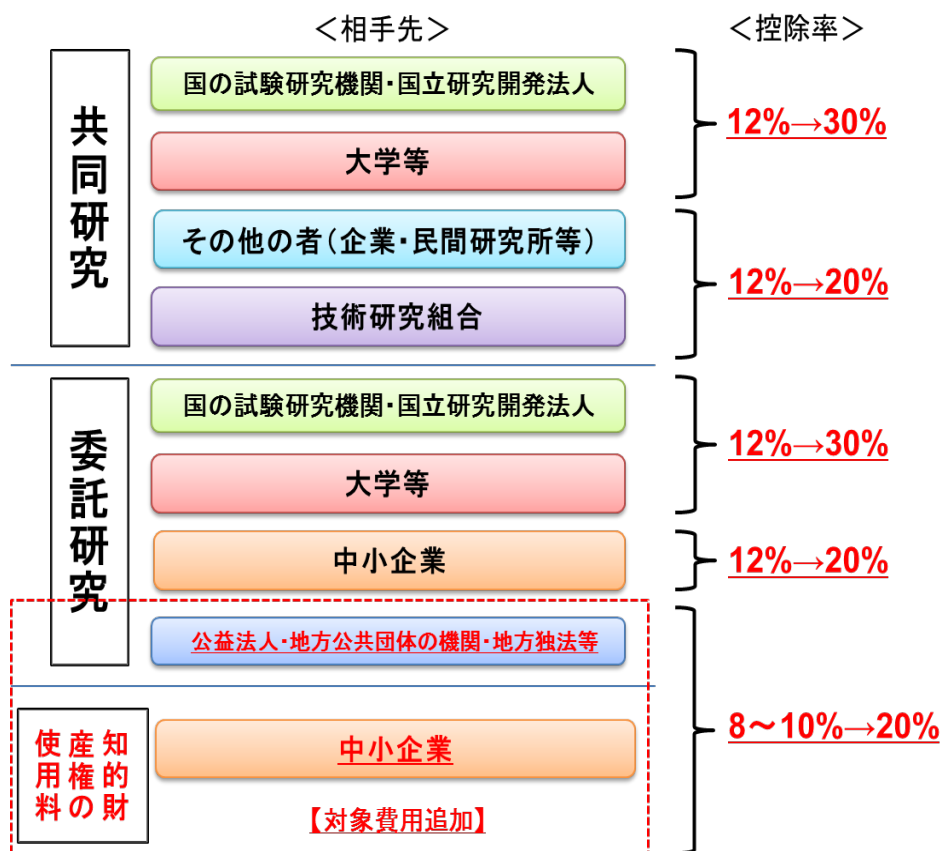 ＜相手先＞
＜控除率＞
共同研究
国の試験研究機関・国立研究開発法人
大学等
12%→30%
その他の者（企業・民間研究所等）
技術研究組合
12%→20%
委託研究
国の試験研究機関・国立研究開発法人
大学等
12%→30%
中小企業
12%→20%
公益法人・地方公共団体の機関・地方独法等
知的財
産権の
使用料
中小企業
8～10%→20%
【対象費用追加】